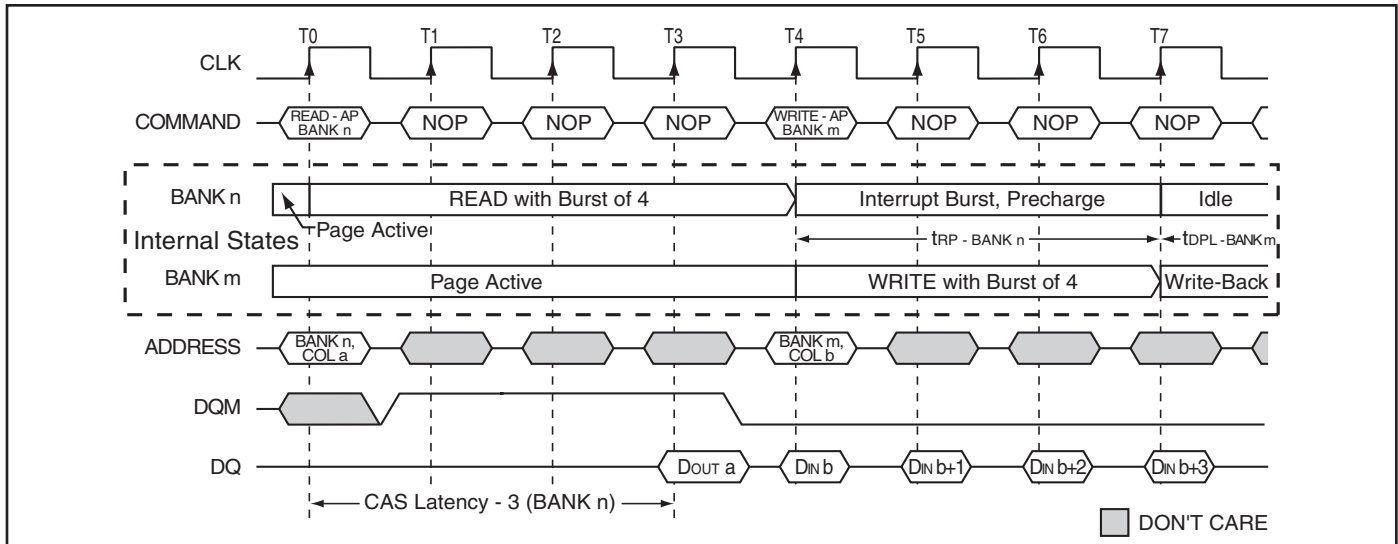 T0 T1 T2 T3 T4 T5 T6 T7
CLK
COMMAND READ - AP BANK n NOP NOP NOP WRITE - AP BANK m NOP NOP NOP
BANK n READ with Burst of 4 Interrupt Burst, Precharge Idle
Page Active
Internal States tRP - BANK n tDPL - BANK m
BANK m Page Active WRITE with Burst of 4 Write-Back
ADDRESS BANK n, COL a BANK m, COL b
DQM
DQ DOUT a DIN b DIN b+1 DIN b+2 DIN b+3
CAS Latency - 3 (BANK n)
DON'T CARE